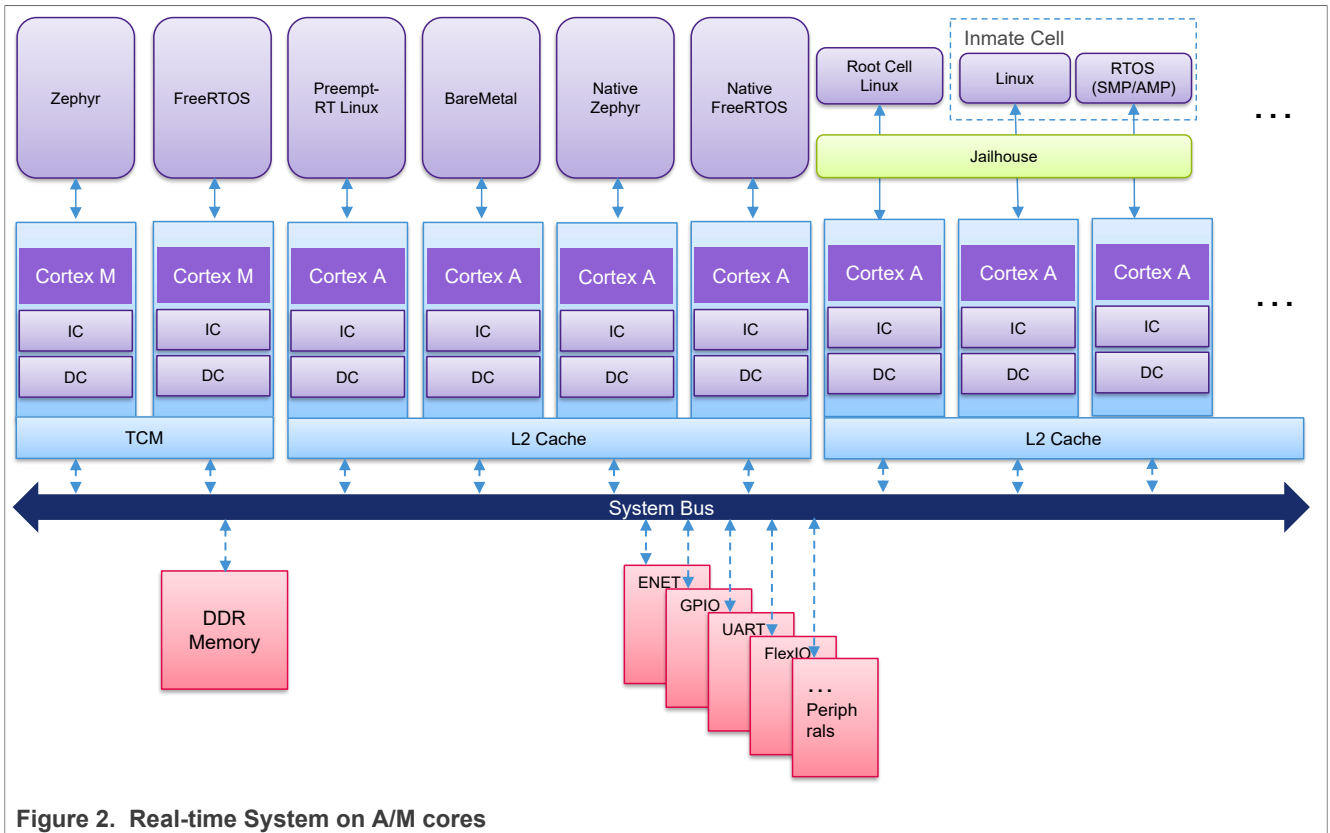 Inmate Cell
Zephyr
FreeRTOS
Preempt-
RT Linux
BareMetal
Native
Zephyr
Native
FreeRTOS
Root Cell
Linux
Linux
RTOS
(SMP/AMP)
...
Jailhouse
Cortex M
Cortex M
Cortex A
Cortex A
Cortex A
Cortex A
Cortex A
Cortex A
Cortex A
...
IC
IC
IC
IC
IC
IC
IC
IC
IC
DC
DC
DC
DC
DC
DC
DC
DC
DC
TCM
L2 Cache
L2 Cache
System Bus
DDR
Memory
ENET
GPIO
UART
FlexIO
...
Periph
rals
Figure 2. Real-time System on A/M cores